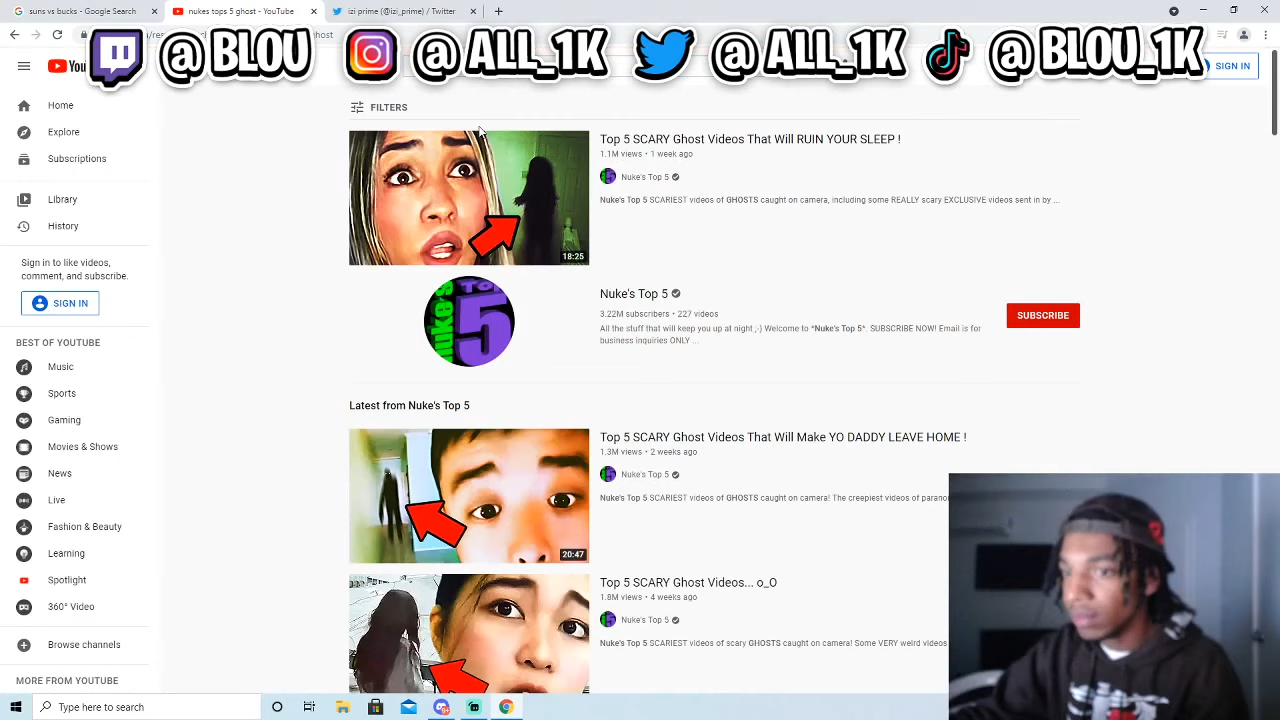 suns vs bucks - Google Search
nukes tops 5 ghost - YouTube
izi prime (@izi_prime) / Twitter
@ BLOU
@ ALL_1K
@ ALL_1K
@ BLOU_1K
SIGN IN
Home
Explore
Subscriptions
Library
History
Sign in to like videos,
comment, and subscribe.
SIGN IN
BEST OF YOUTUBE
Music
Sports
Gaming
Movies & Shows
News
Live
Fashion & Beauty
Learning
Spotlight
360° Video
Browse channels
MORE FROM YOUTUBE
FILTERS
18:25
Top 5 SCARY Ghost Videos That Will RUIN YOUR SLEEP !
1.1M views • 1 week ago
Nuke's Top 5
Nuke's Top 5 SCARIEST videos of GHOSTS caught on camera, including some REALLY scary EXCLUSIVE videos sent in by ...
Nuke's Top 5
Nuke's Top 5
3.22M subscribers • 227 videos
All the stuff that will keep you up at night ,-) Welcome to *Nuke's Top 5*. SUBSCRIBE NOW! Email is for
business inquiries ONLY ...
SUBSCRIBE
Latest from Nuke's Top 5
20:47
Top 5 SCARY Ghost Videos That Will Make YO DADDY LEAVE HOME !
1.3M views • 2 weeks ago
Nuke's Top 5
Nuke's Top 5 SCARIEST videos of GHOSTS caught on camera! The creepiest videos of
Top 5 SCARY Ghost Videos... o_O
1.8M views • 4 weeks ago
Nuke's Top 5
Nuke's Top 5 SCARIEST videos of scary GHOSTS caught on camera! Some VERY weird videos
Type here to search